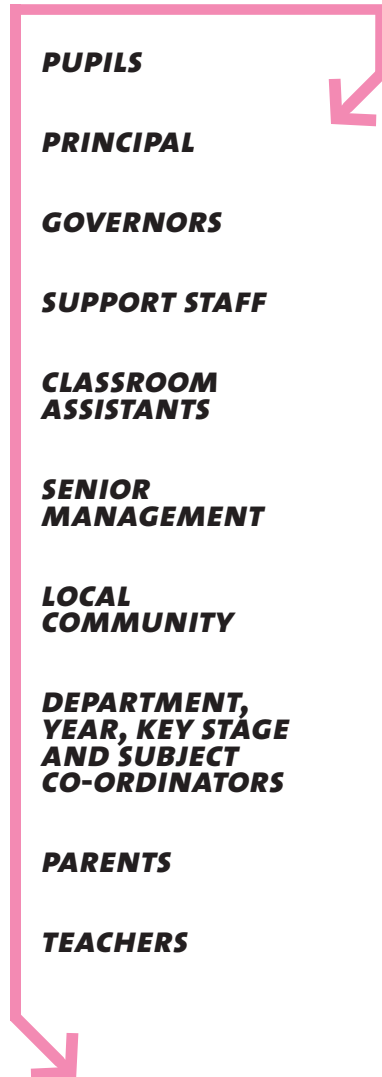 PUPILS
PRINCIPAL
GOVERNORS
SUPPORT STAFF
CLASSROOM
ASSISTANTS
SENIOR
MANAGEMENT
LOCAL
COMMUNITY
DEPARTMENT,
YEAR, KEY STAGE
AND SUBJECT
CO-ORDINATORS
PARENTS
TEACHERS